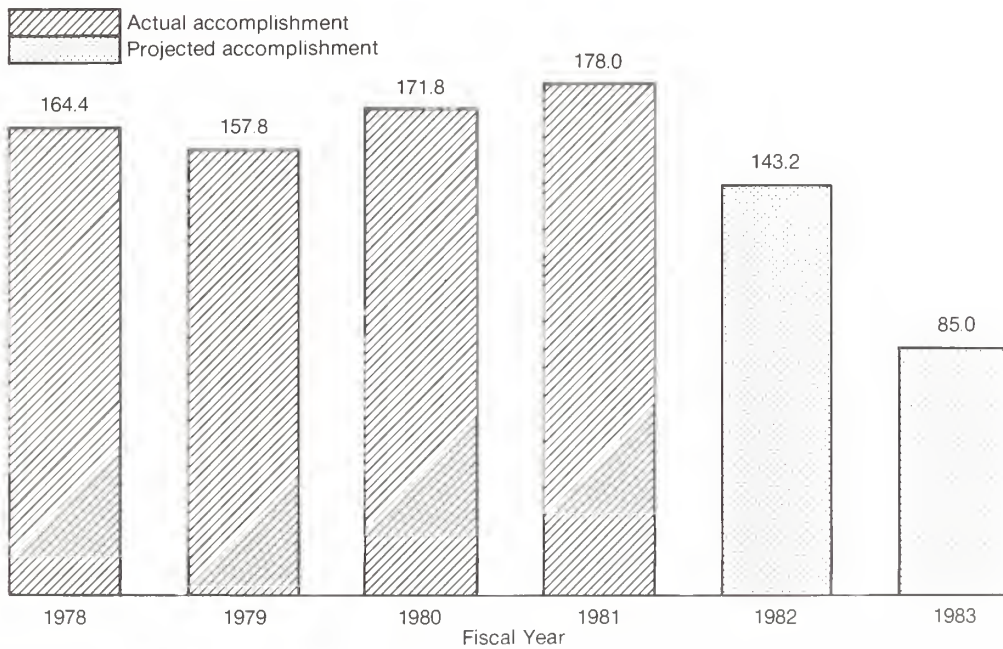 Actual accomplishment
Projected accomplishment
164.4
157.8
171.8
178.0
143.2
85.0
1978 1979 1980 1981 1982 1983
Fiscal Year